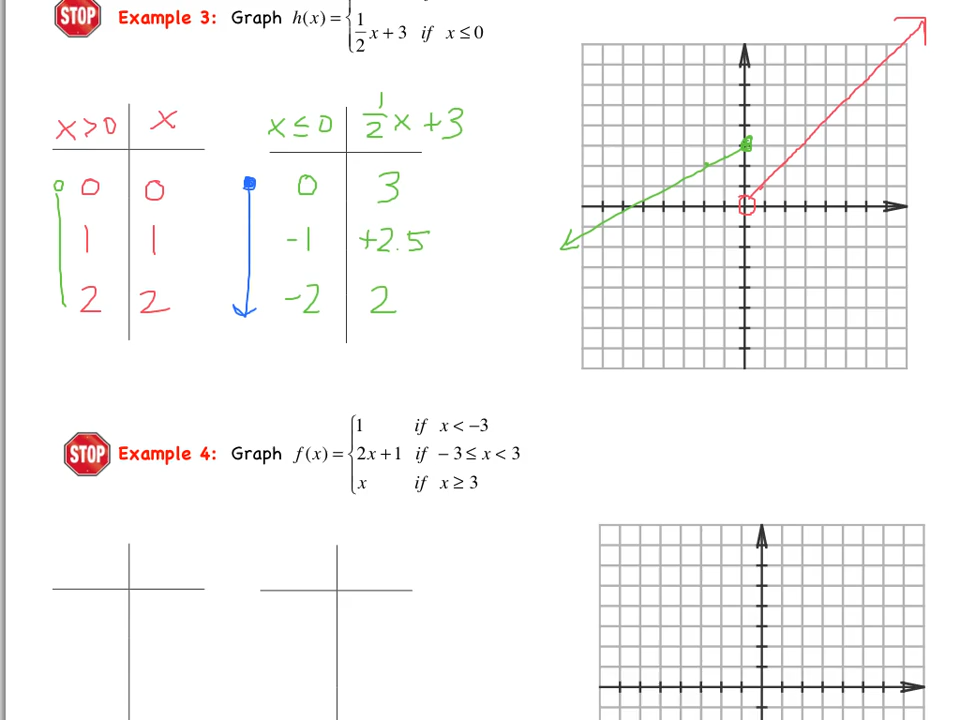 STOP Example 3: Graph h(x) = { 1/2 x + 3 if x ≤ 0
x > 0 x x ≤ 0 1/2 x + 3
0 0 0 3
1 1 -1 +2.5
2 2 -2 2
1 if x < −3
STOP Example 4: Graph f(x) = { 2x + 1 if − 3 ≤ x < 3
x if x ≥ 3